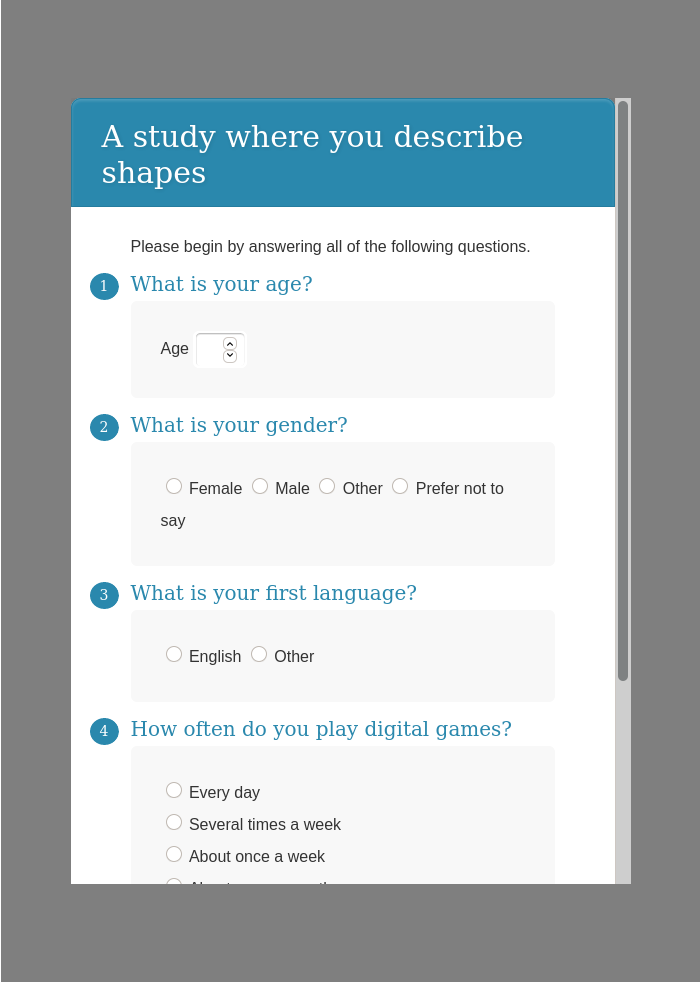 A study where you describe
shapes
Please begin by answering all of the following questions.
1 What is your age?
Age
2 What is your gender?
Female Male Other Prefer not to
say
3 What is your first language?
English Other
4 How often do you play digital games?
Every day
Several times a week
About once a week